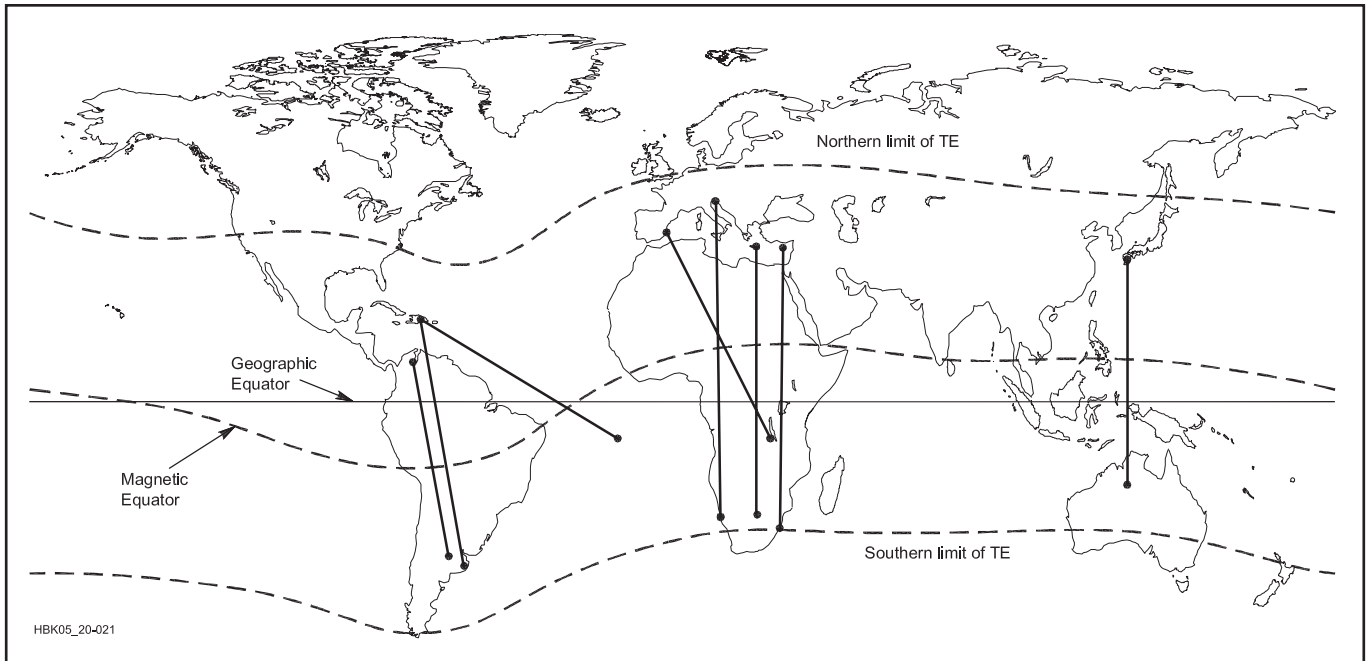 Northern limit of TE
Geographic
Equator
Magnetic
Equator
Southern limit of TE
HBK05_20-021